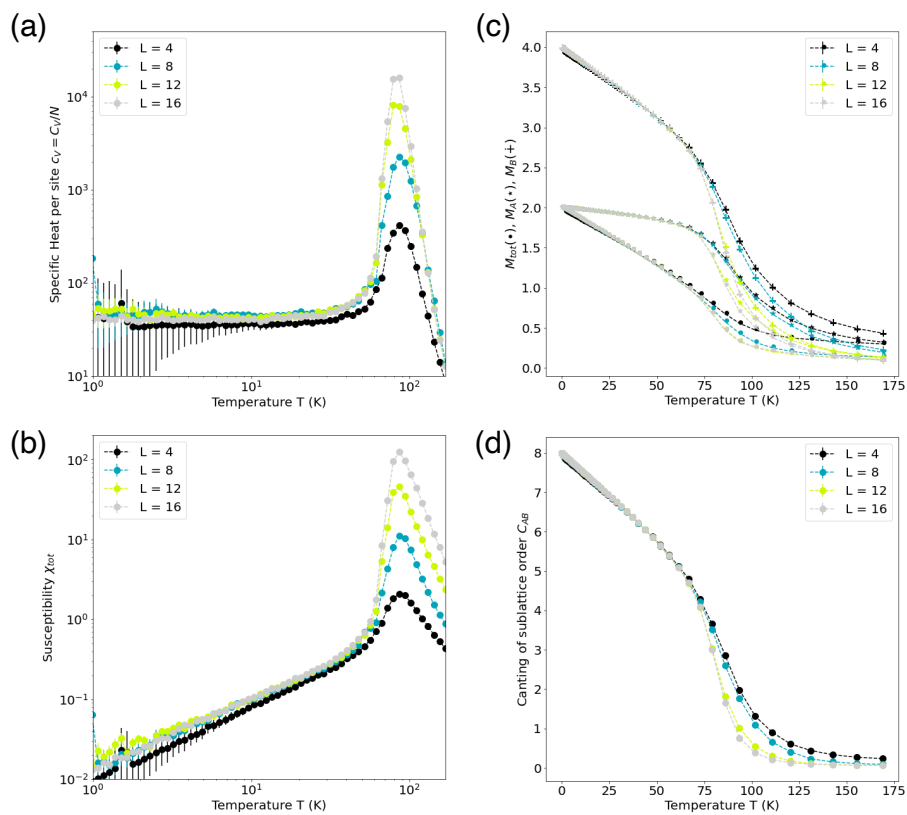 (a)
L = 4
L = 8
L = 12
L = 16
10^4
10^3
10^2
10^1
10^0
10^1
10^2
Specific Heat per site c_V = C_V/N
Temperature T (K)
(b)
L = 4
L = 8
L = 12
L = 16
10^2
10^1
10^0
10^-1
10^-2
10^0
10^1
10^2
Susceptibility χ_tot
Temperature T (K)
(c)
L = 4
L = 8
L = 12
L = 16
4.0
3.5
3.0
2.5
2.0
1.5
1.0
0.5
0.0
0
25
50
75
100
125
150
175
M_tot(•), M_A(⋆), M_B(+)
Temperature T (K)
(d)
L = 4
L = 8
L = 12
L = 16
8
7
6
5
4
3
2
1
0
0
25
50
75
100
125
150
175
Canting of sublattice order C_AB
Temperature T (K)